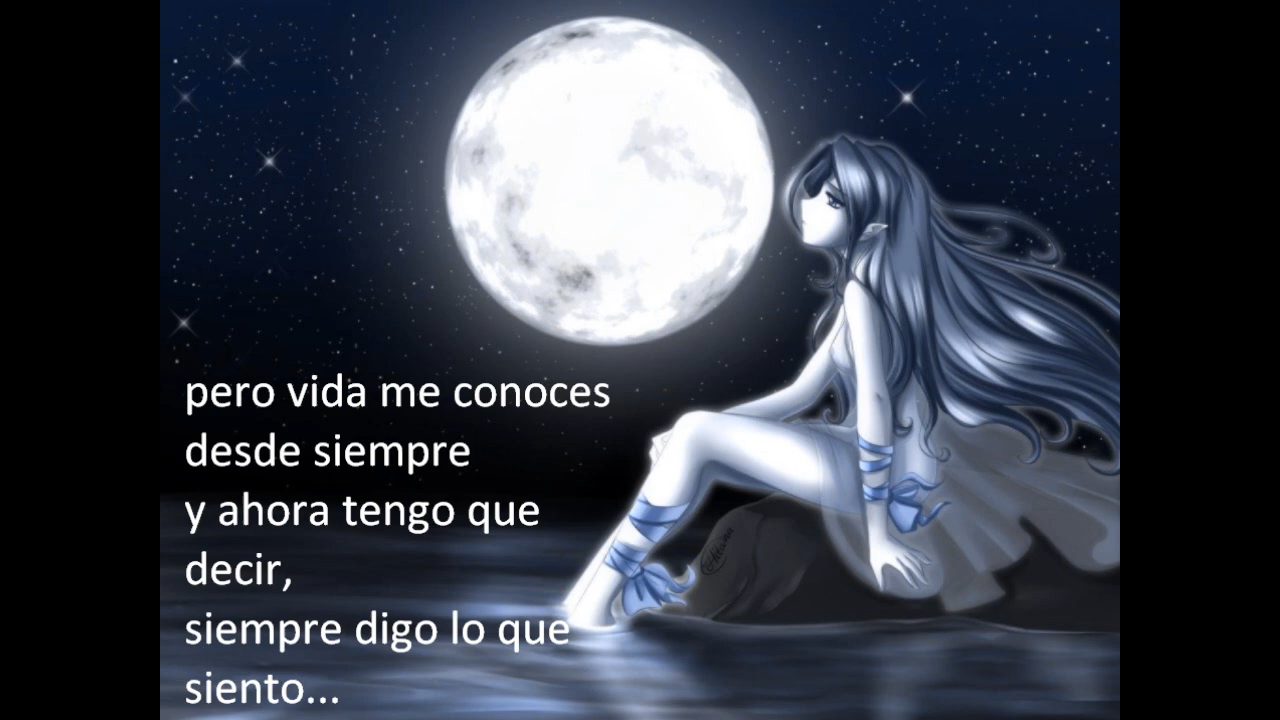 pero vida me conoces
desde siempre
y ahora tengo que
decir,
siempre digo lo que
siento...